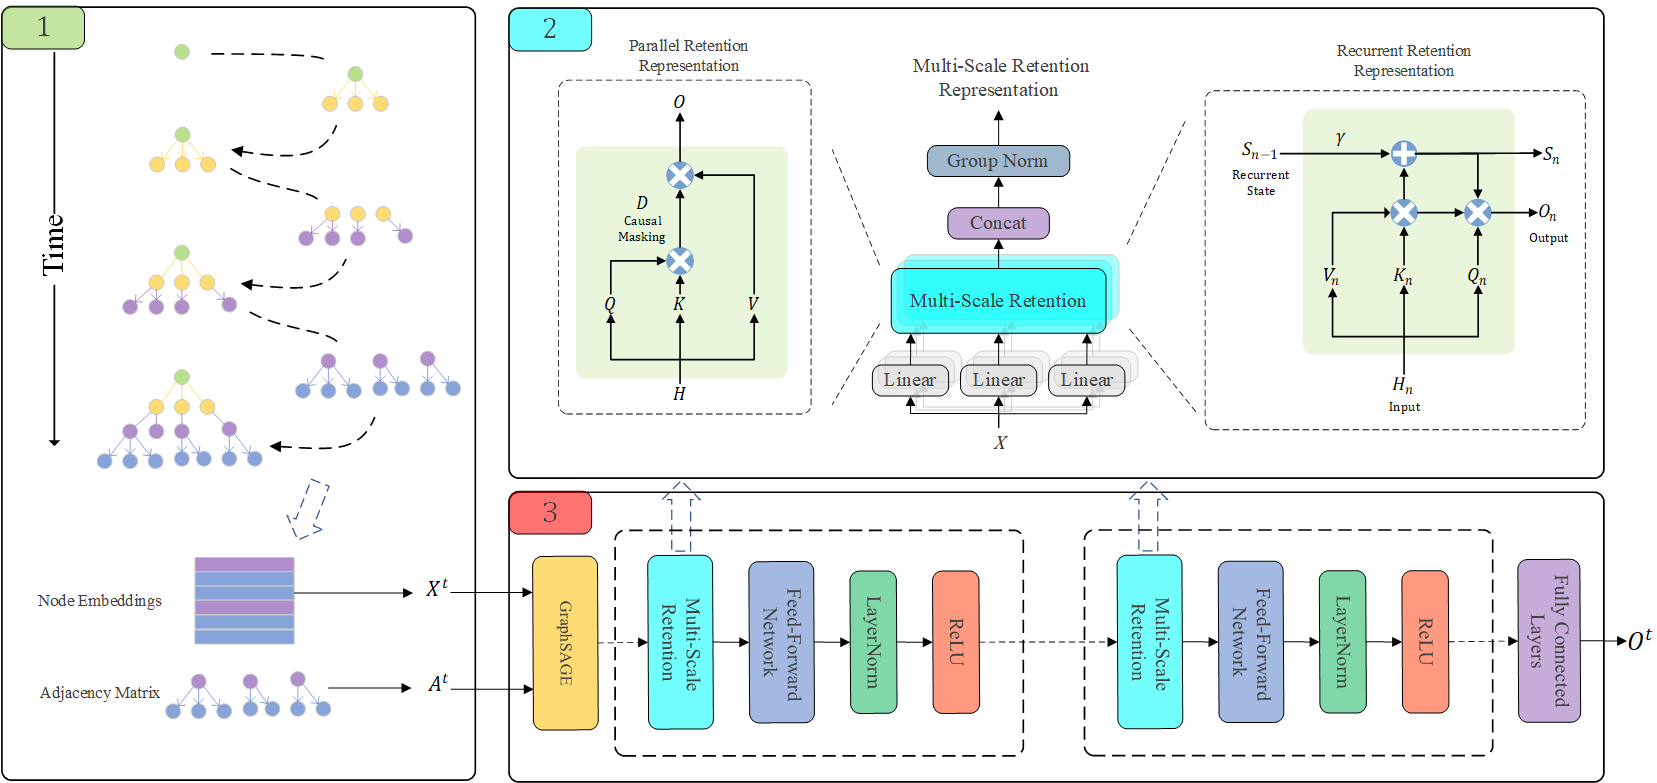 1
Time
Node Embeddings
X^t
Adjacency Matrix
A^t
2
Parallel Retention
Representation
O
D
Causal
Masking
Q
K
V
H
Multi-Scale Retention
Representation
Group Norm
Concat
Multi-Scale Retention
Linear
Linear
Linear
X
Recurrent Retention
Representation
γ
S_{n−1}
S_n
Recurrent
State
O_n
Output
V_n
K_n
Q_n
H_n
Input
3
GraphSAGE
Multi-Scale
Retention
Feed-Forward
Network
LayerNorm
ReLU
Multi-Scale
Retention
Feed-Forward
Network
LayerNorm
ReLU
Fully Connected
Layers
O^t